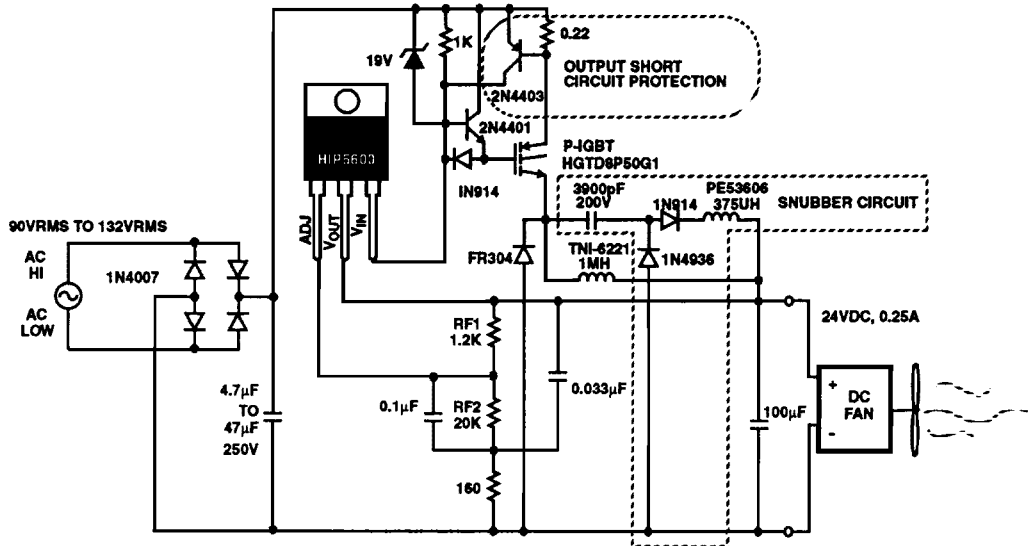 0.22
1K
19V
OUTPUT SHORT
CIRCUIT PROTECTION
2N4403
2N4401
HIP5600
P-IGBT
HGTD8P50G1
IN914
3900pF
200V
1N914
PE53606
375UH
SNUBBER CIRCUIT
ADJ
VOUT
VIN
90VRMS TO 132VRMS
AC
HI
AC
LOW
1N4007
FR304
TNI-6221
1MH
1N4936
RF1
1.2K
24VDC, 0.25A
4.7µF
TO
47µF
250V
0.1µF
RF2
20K
0.033µF
100µF
+
DC
FAN
-
160